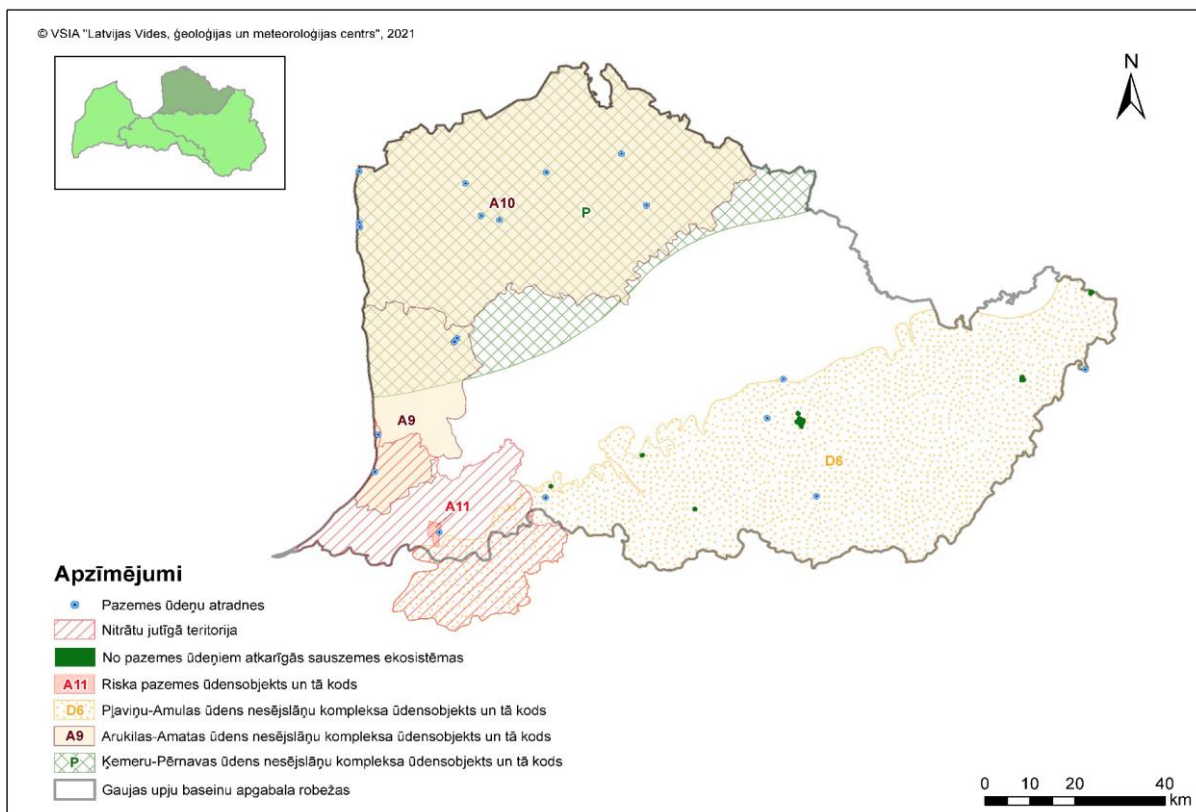 © VSIA "Latvijas Vides, ģeoloģijas un meteoroloģijas centrs", 2021
N
A10
P
A9
D6
A11
Apzīmējumi
Pazemes ūdeņu atradnes
Nitrātu jutīgā teritorija
No pazemes ūdeņiem atkarīgās sauszemes ekosistēmas
A11 Riska pazemes ūdensobjekts un tā kods
D6 Pļaviņu-Amulas ūdens nesējslāņu kompleksa ūdensobjekts un tā kods
A9 Arukilas-Amatas ūdens nesējslāņu kompleksa ūdensobjekts un tā kods
P Ķemeru-Pērnavas ūdens nesējslāņu kompleksa ūdensobjekts un tā kods
Gaujas upju baseinu apgabala robežas
0 10 20 40
km